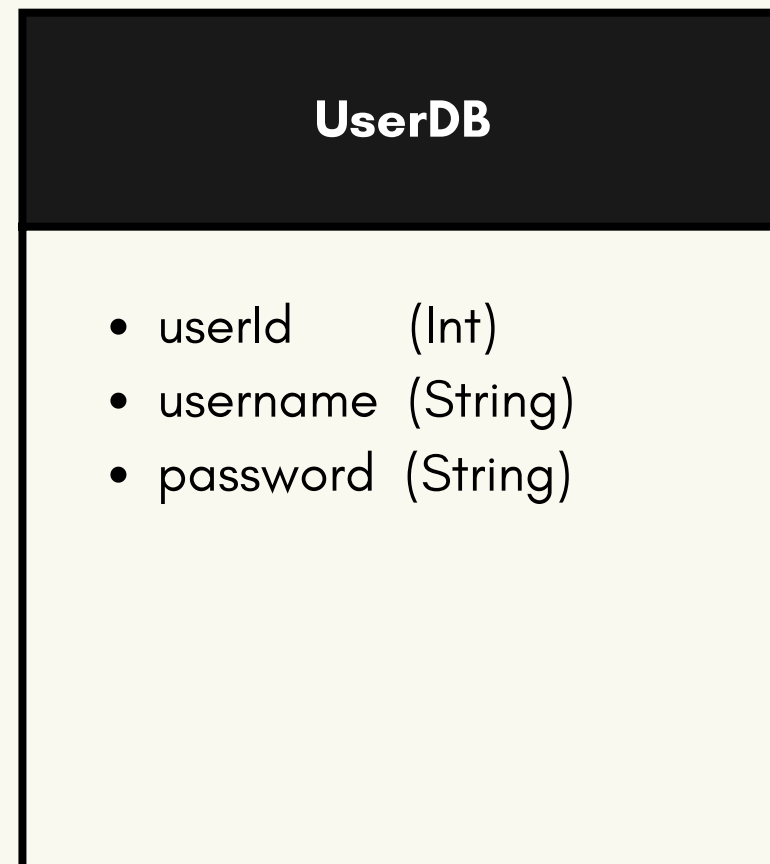 UserDB
• userId (Int)
• username (String)
• password (String)